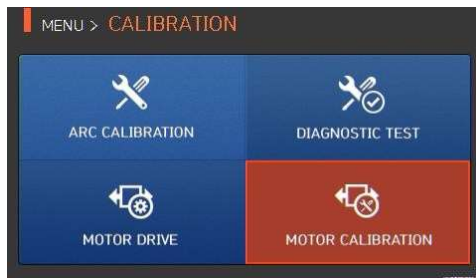 MENU > CALIBRATION
ARC CALIBRATION
DIAGNOSTIC TEST
MOTOR DRIVE
MOTOR CALIBRATION